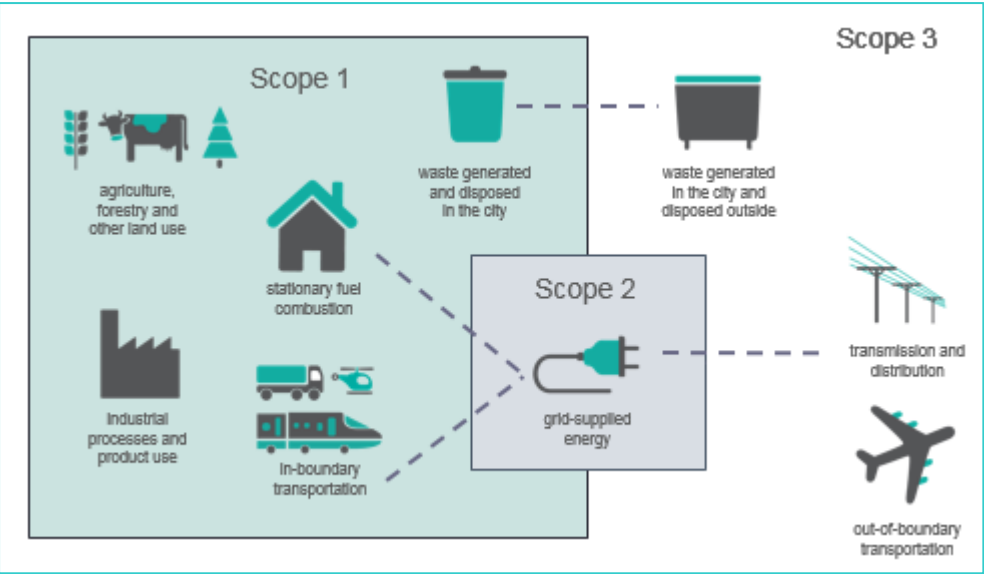 Scope 3
Scope 1
agriculture,
forestry and
other land use
waste generated
and disposed
in the city
waste generated
in the city and
disposed outside
stationary fuel
combustion
Scope 2
grid-supplied
energy
transmission and
distribution
industrial
processes and
product use
in-boundary
transportation
out-of-boundary
transportation